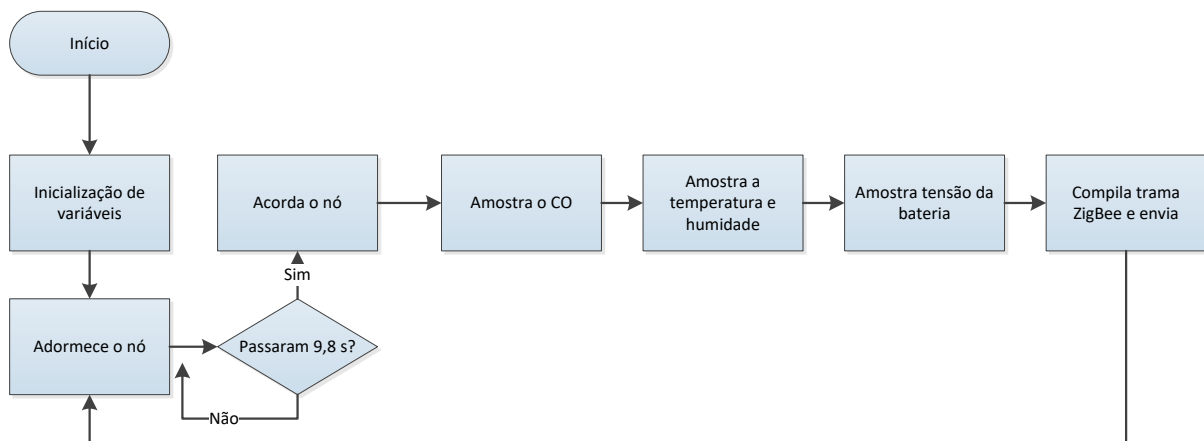 Início
Inicialização de
variáveis
Adormece o nó
Passaram 9,8 s?
Não
Sim
Acorda o nó
Amostra o CO
Amostra a
temperatura e
humidade
Amostra tensão da
bateria
Compila trama
ZigBee e envia